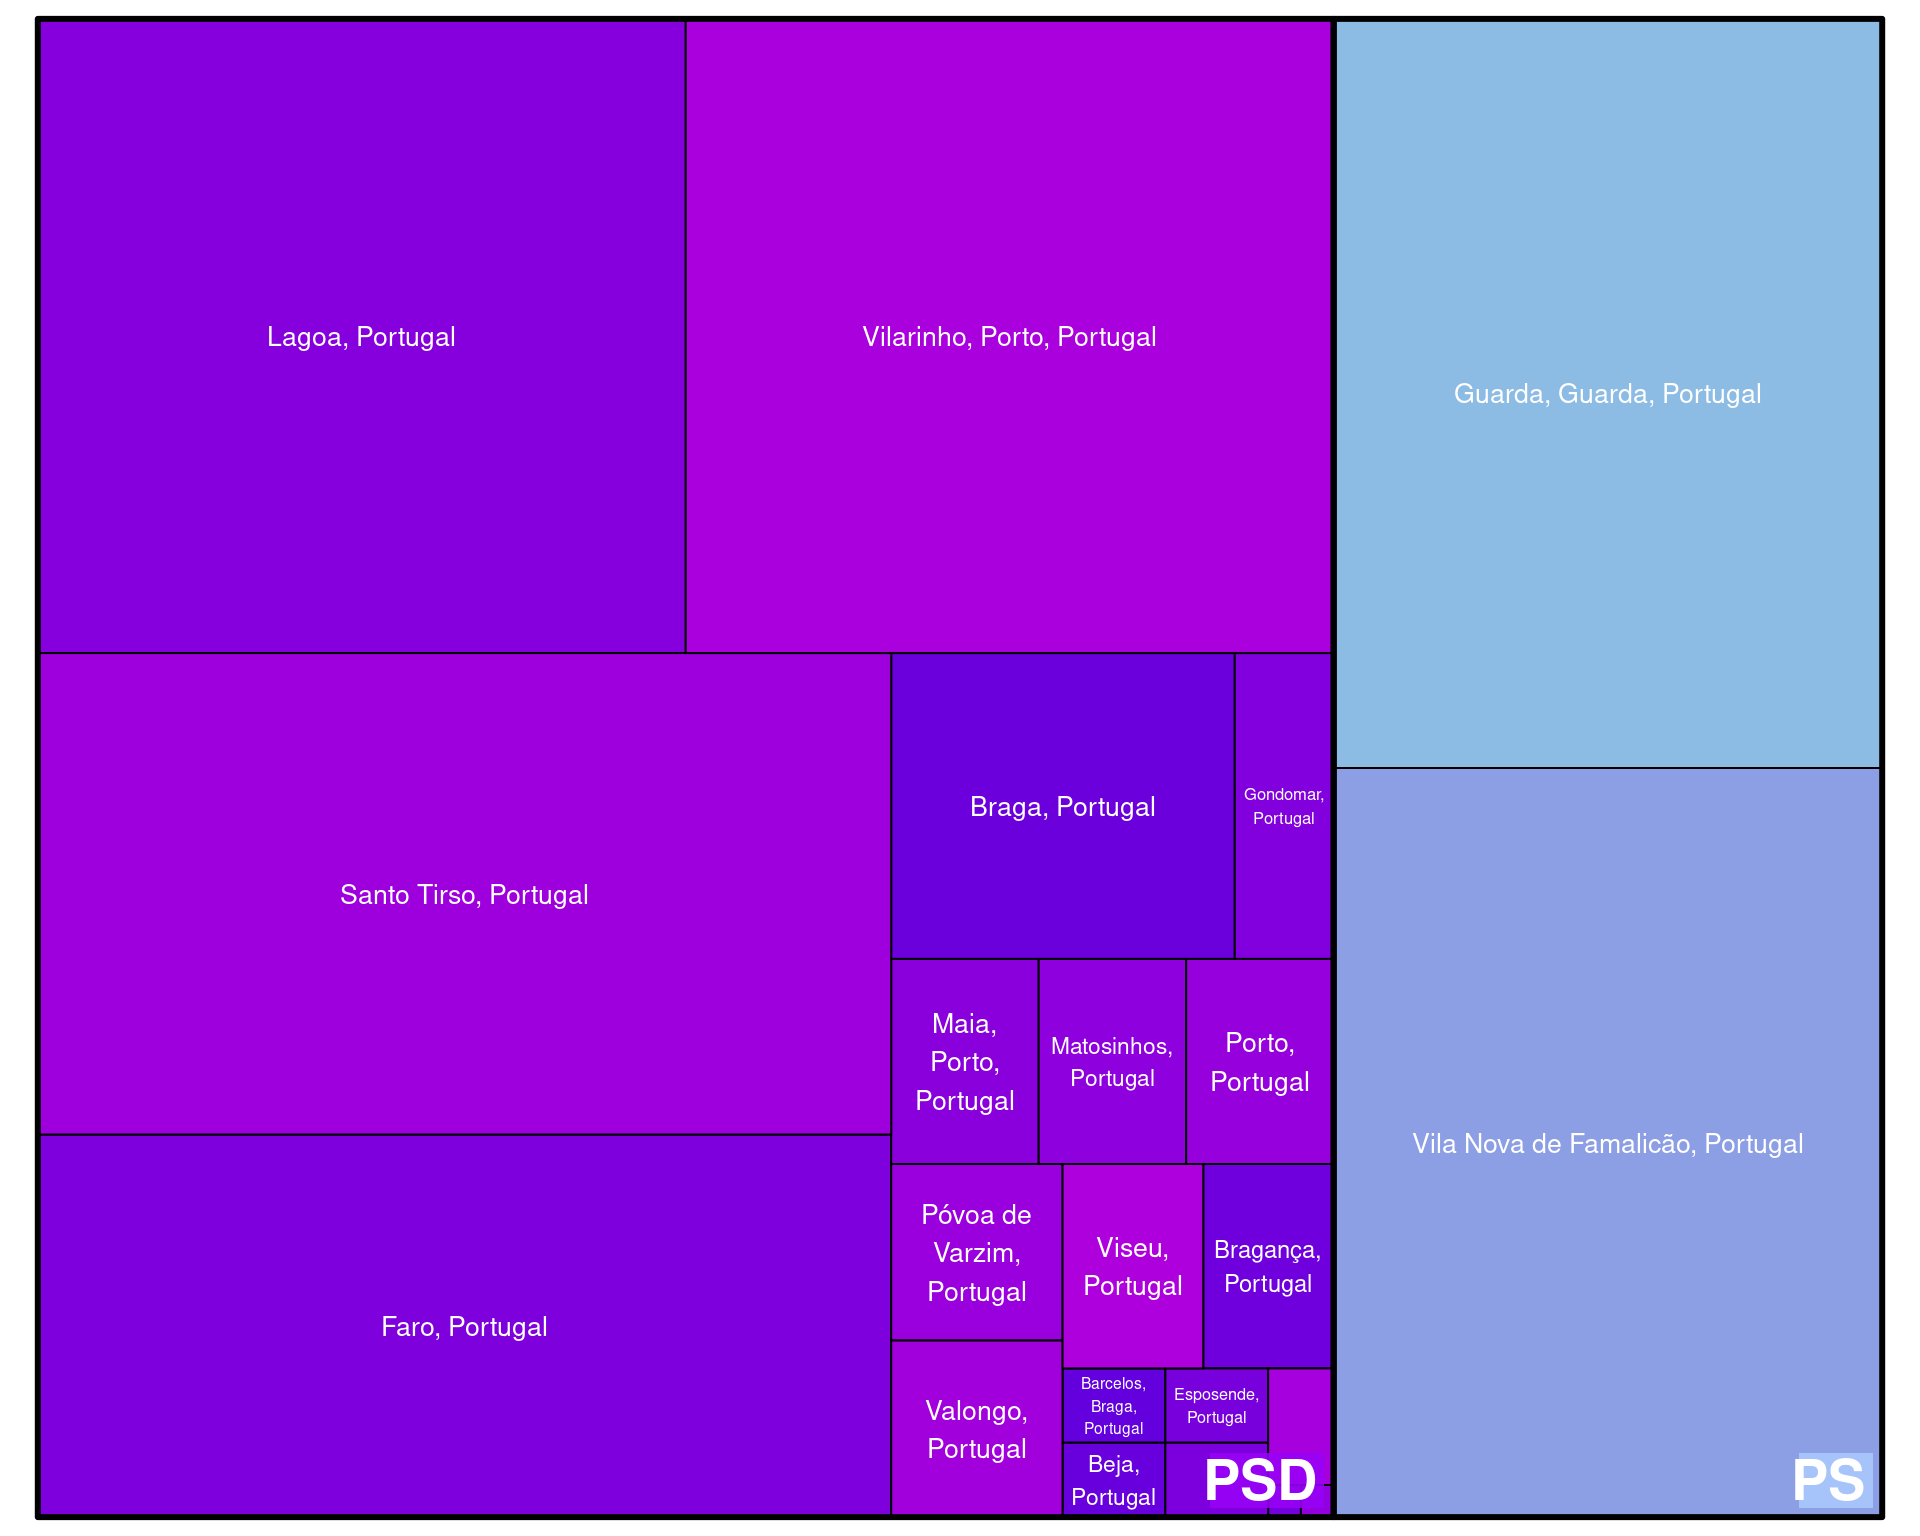 Lagoa, Portugal
Vilarinho, Porto, Portugal
Guarda, Guarda, Portugal
Santo Tirso, Portugal
Braga, Portugal
Gondomar,
Portugal
Maia,
Porto,
Portugal
Matosinhos,
Portugal
Porto,
Portugal
Vila Nova de Famalicão, Portugal
Faro, Portugal
Póvoa de
Varzim,
Portugal
Viseu,
Portugal
Bragança,
Portugal
Valongo,
Portugal
Barcelos,
Braga,
Portugal
Esposende,
Portugal
Beja,
Portugal
PSD
PS